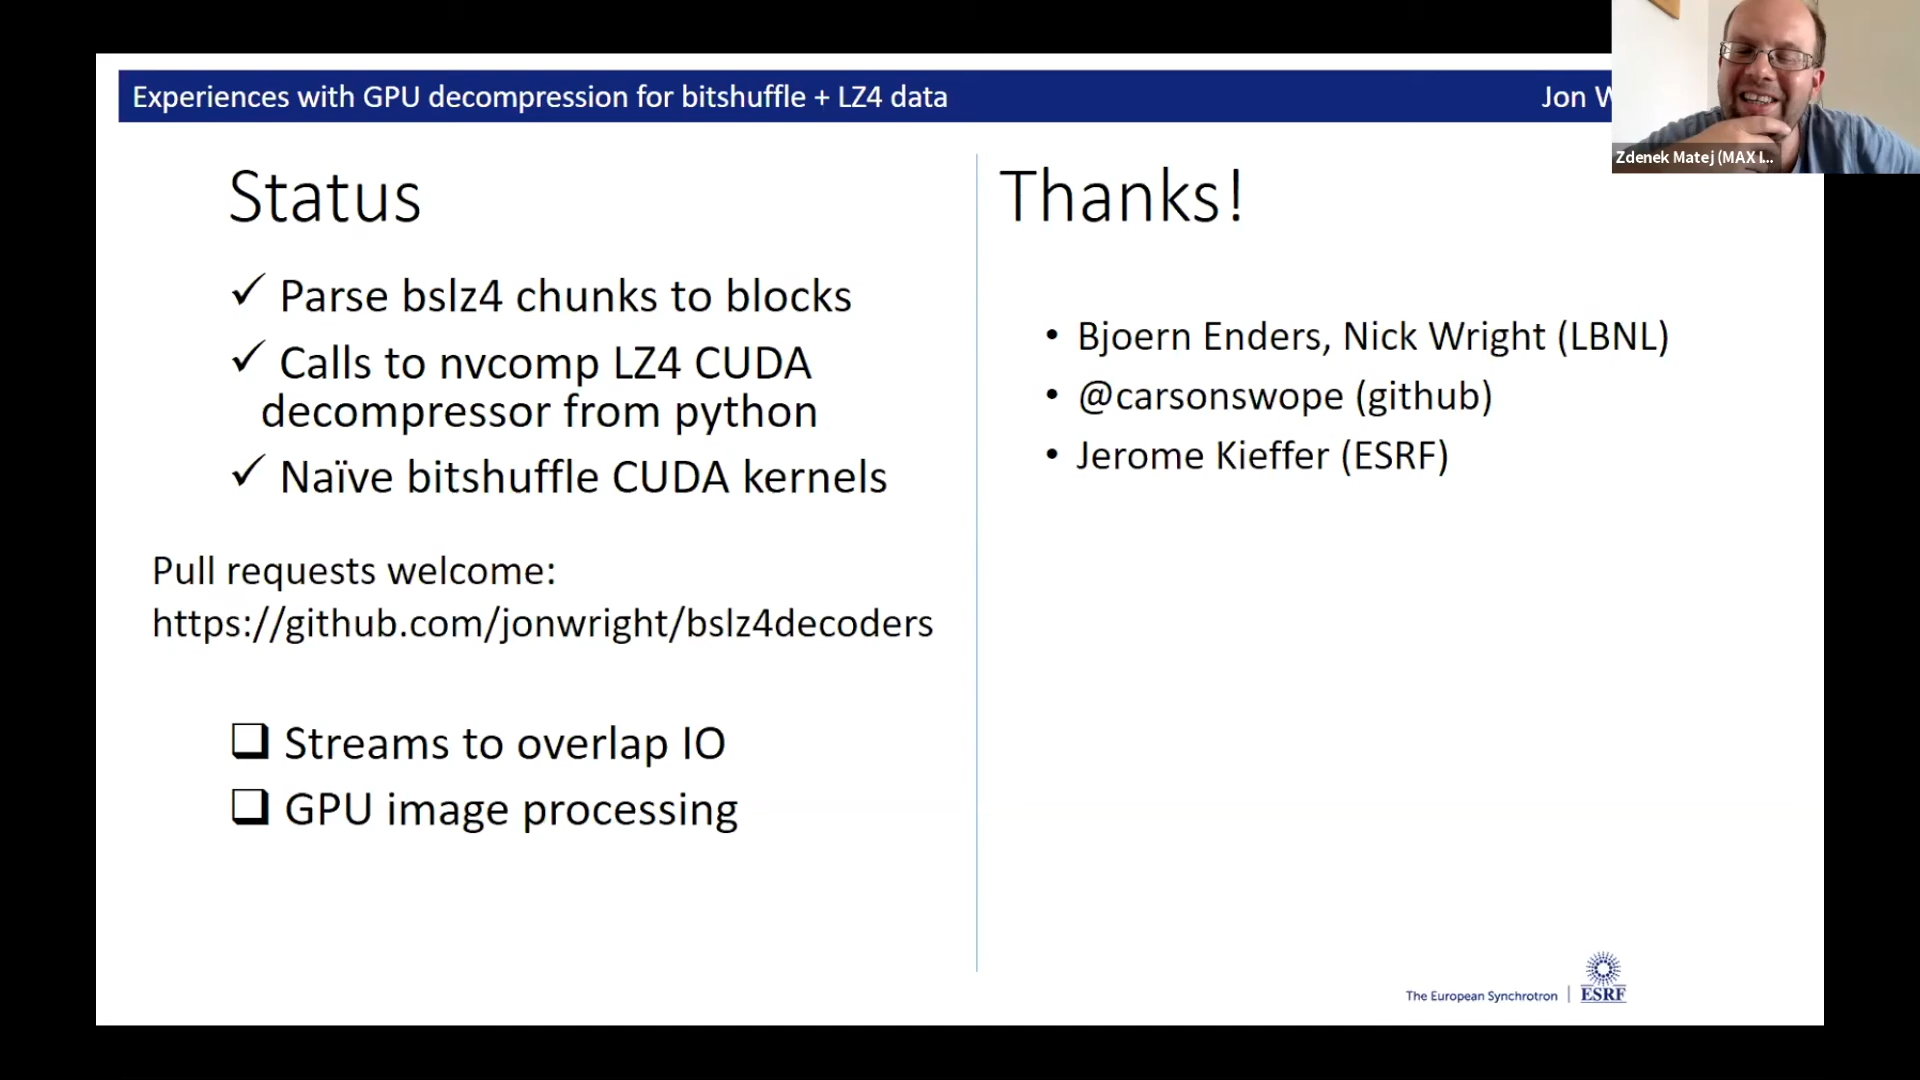 Experiences with GPU decompression for bitshuffle + LZ4 data
Jon W
Zdenek Matej (MAX I...
Status
✓ Parse bslz4 chunks to blocks
✓ Calls to nvcomp LZ4 CUDA
decompressor from python
✓ Naïve bitshuffle CUDA kernels
Pull requests welcome:
https://github.com/jonwright/bslz4decoders
❑ Streams to overlap IO
❑ GPU image processing
Thanks!
• Bjoern Enders, Nick Wright (LBNL)
• @carsonswope (github)
• Jerome Kieffer (ESRF)
The European Synchrotron | ESRF